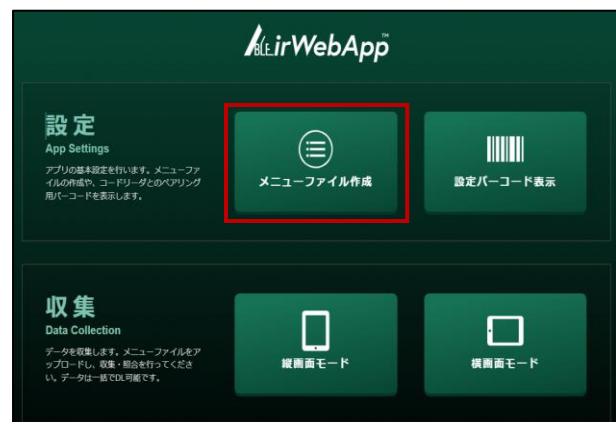 ABLE.irWebApp™
設定
App Settings
アプリの基本設定を行います。メニューファ
イルの作成や、コードリーダとのペアリング
用バーコードを表示します。
メニューファイル作成
設定バーコード表示
収集
Data Collection
データを収集します。メニューファイルをア
ップロードし、収集・照合を行ってくださ
い。データは一括でDL可能です。
縦画面モード
横画面モード